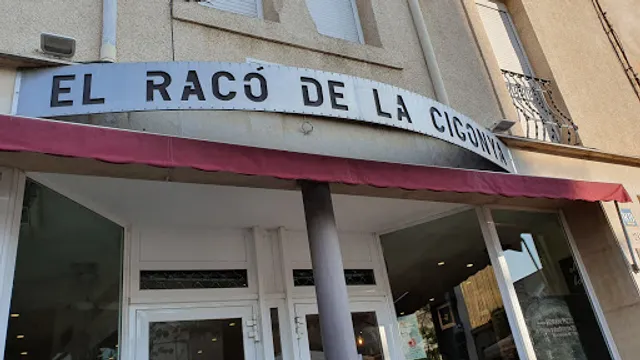 EL RACÓ DE LA CIGONYA